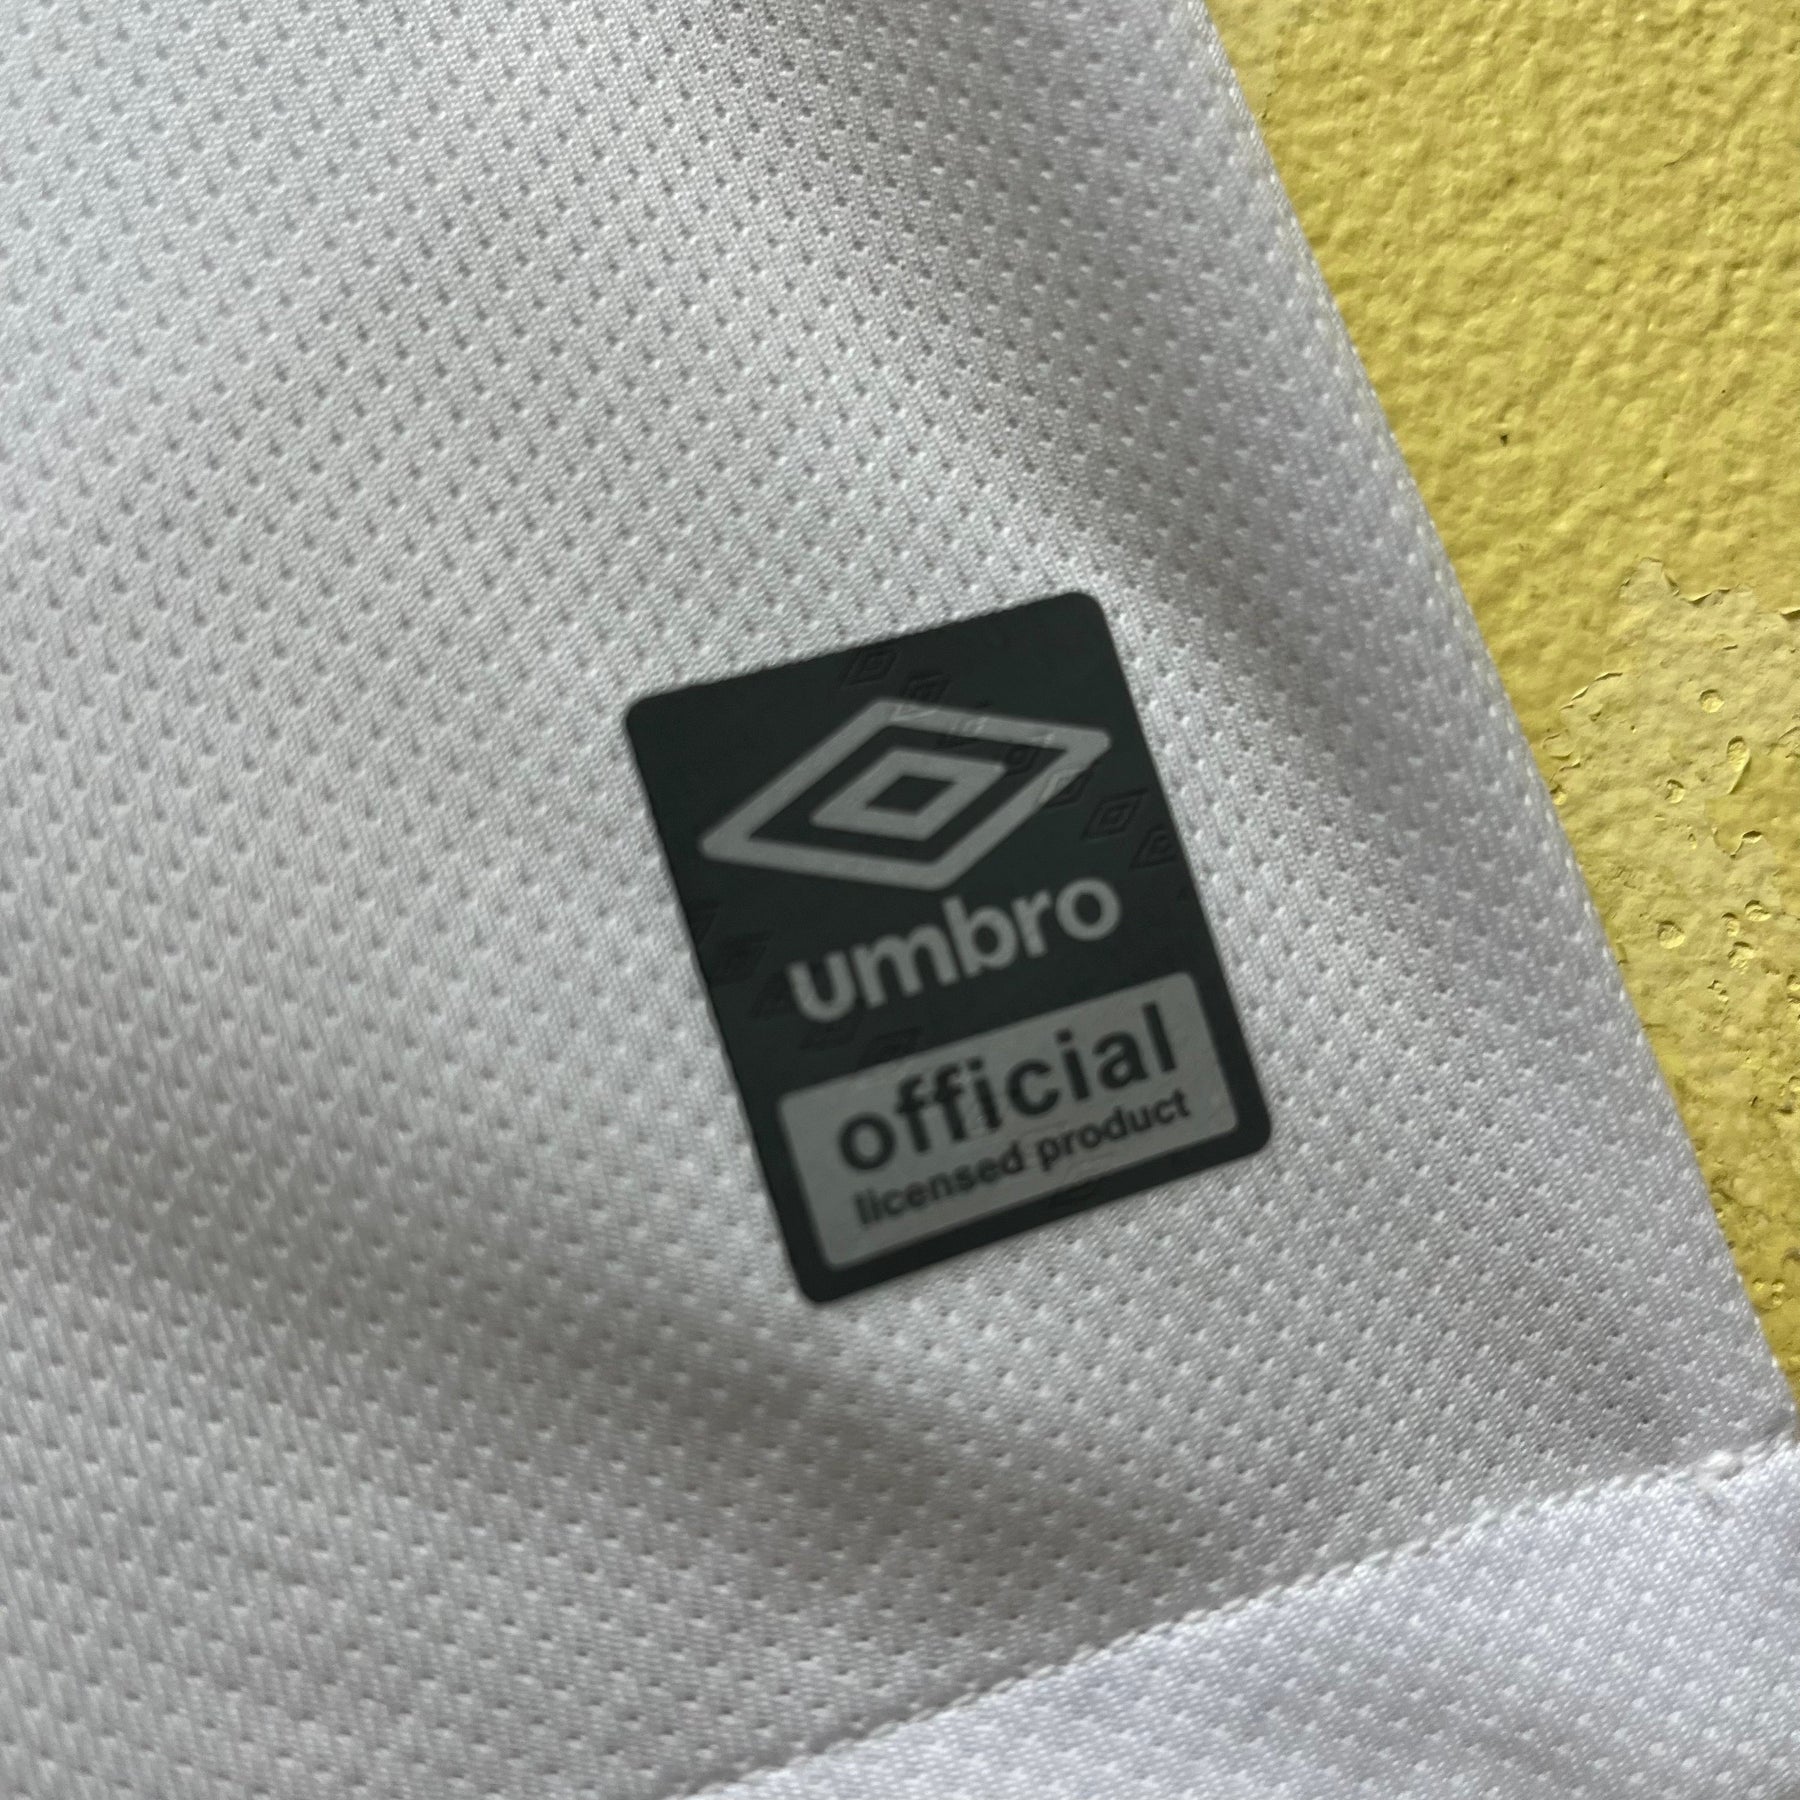 umbro
official
licensed product